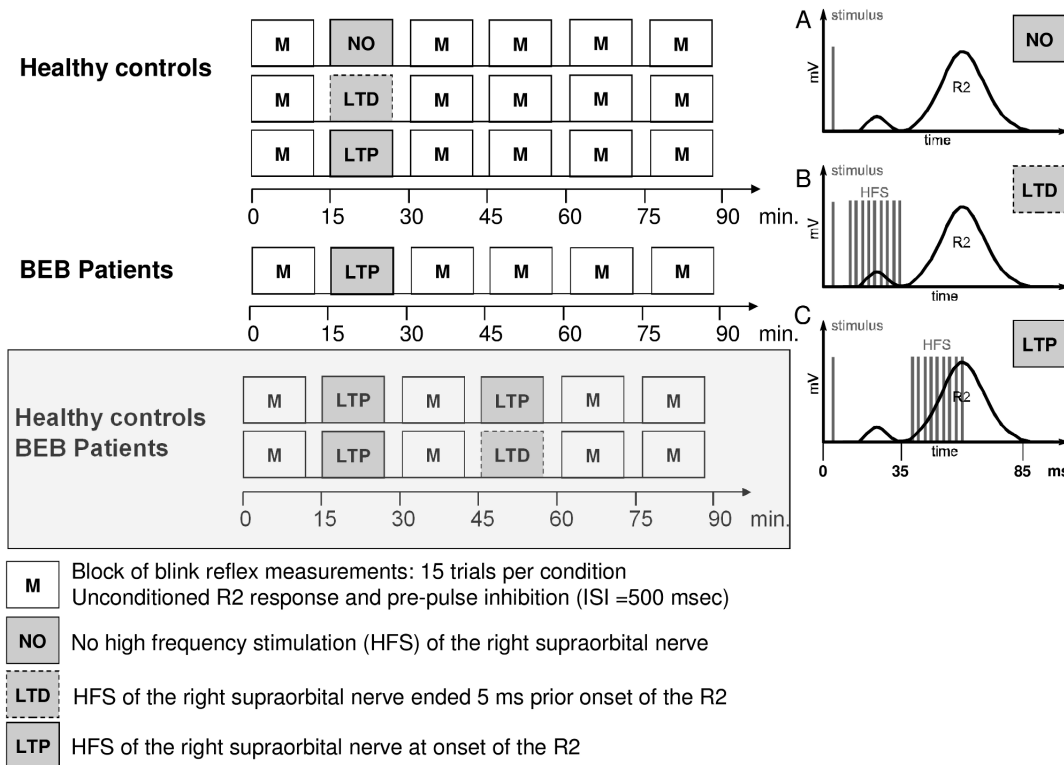 Healthy controls
M NO M M M M
M LTD M M M M
M LTP M M M M
0 15 30 45 60 75 90 min.
BEB Patients
M LTP M M M M
0 15 30 45 60 75 90 min.
Healthy controls
BEB Patients
M LTP M LTP M M
M LTP M LTD M M
0 15 30 45 60 75 90 min.
A
stimulus
NO
mV
R2
time
B
stimulus
HFS
LTD
mV
R2
time
C
stimulus
HFS
LTP
mV
R2
time
0 35 85 ms
M
Block of blink reflex measurements: 15 trials per condition
Unconditioned R2 response and pre-pulse inhibition (ISI =500 msec)
NO No high frequency stimulation (HFS) of the right supraorbital nerve
LTD HFS of the right supraorbital nerve ended 5 ms prior onset of the R2
LTP HFS of the right supraorbital nerve at onset of the R2